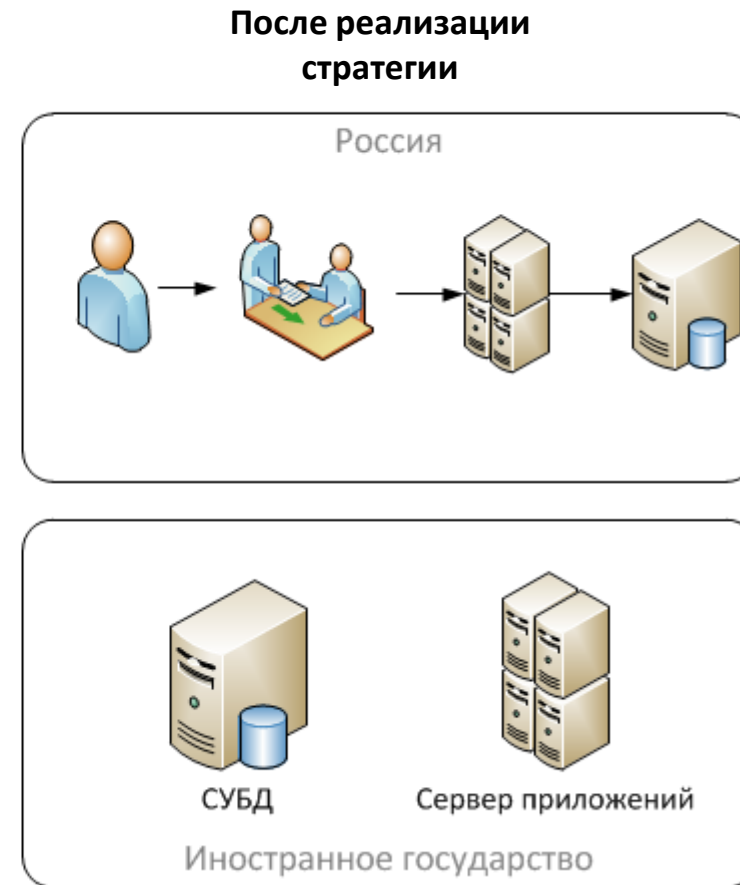 После реализации
стратегии
Россия
СУБД
Сервер приложений
Иностранное государство